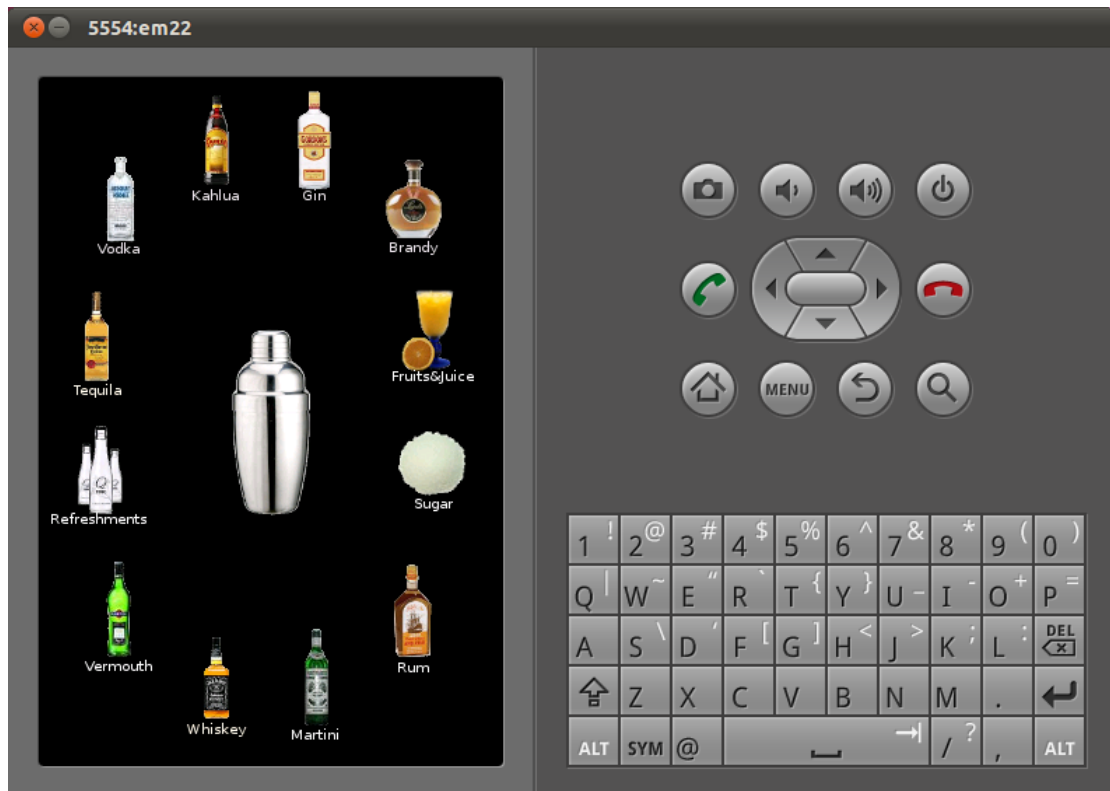 5554:em22
Kahlua
Gin
Vodka
Brandy
Tequila
Fruits&Juice
Refreshments
Sugar
Vermouth
Rum
Whiskey
Martini
MENU
1 ! 2 @ 3 # 4 $ 5 % 6 ^ 7 & 8 * 9 ( 0 )
Q | W ~ E " R ` T { Y } U _ I - O + P =
A S \ D ' F [ G ] H < J > K ; L : DEL
Z X C V B N M .
ALT SYM @ / ? , ALT